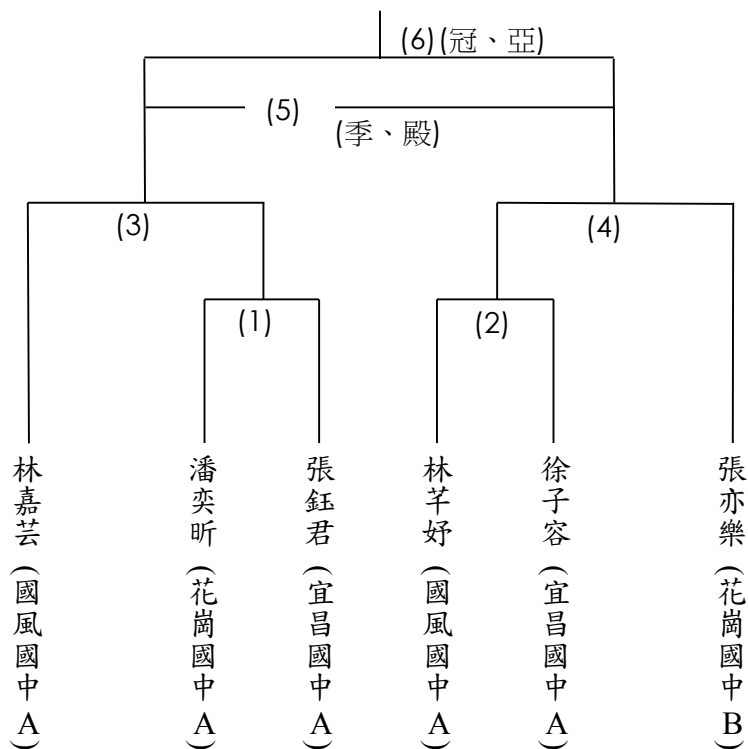 (6)(冠、亞)
(5)
(季、殿)
(3)
(4)
(1)
(2)
林嘉芸(國風國中A)
潘奕昕(花崗國中A)
張鈺君(宜昌國中A)
林芊妤(國風國中A)
徐子容(宜昌國中A)
張亦樂(花崗國中B)